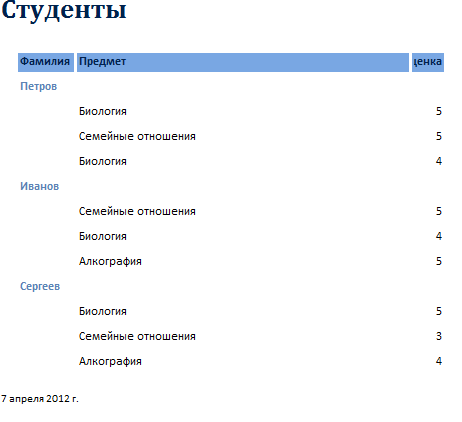 Студенты
Фамилия Предмет ценка
Петров
Биология 5
Семейные отношения 5
Биология 4
Иванов
Семейные отношения 5
Биология 4
Алкография 5
Сергеев
Биология 5
Семейные отношения 3
Алкография 4
7 апреля 2012 г.